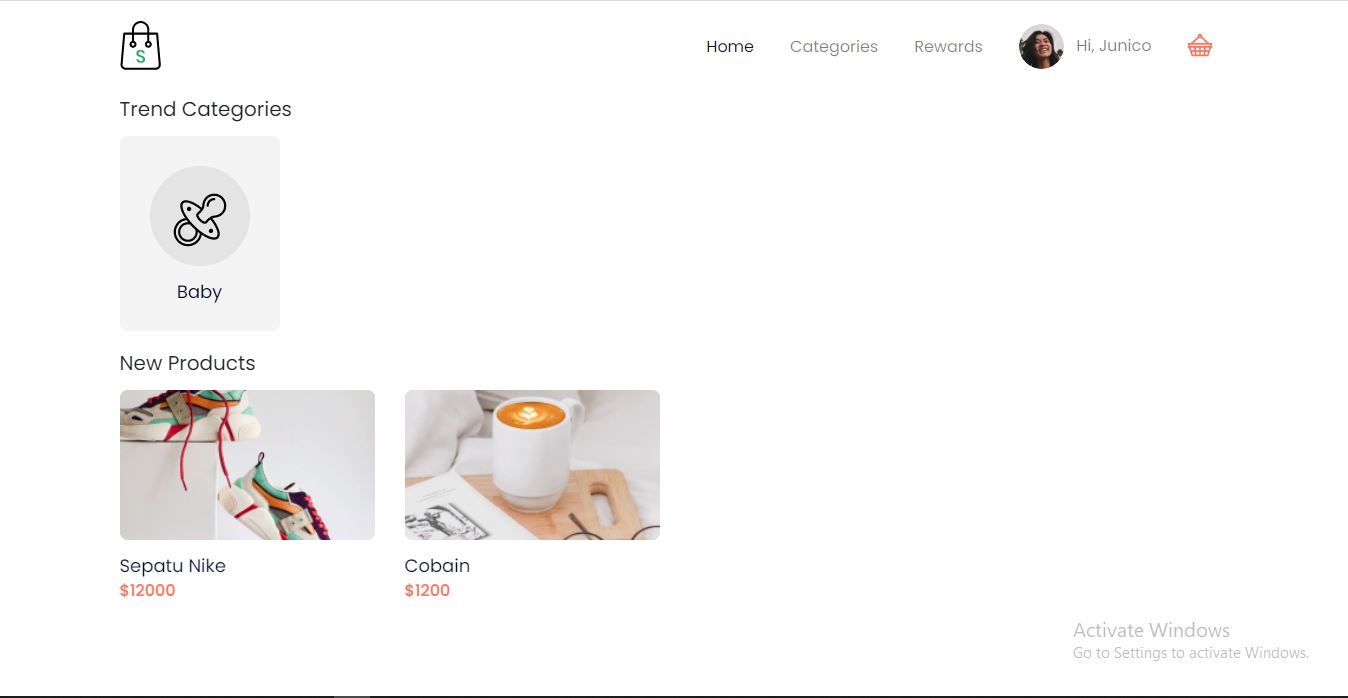 S
Home
Categories
Rewards
Hi, Junico
Trend Categories
Baby
New Products
Sepatu Nike
$12000
Cobain
$1200
Activate Windows
Go to Settings to activate Windows.